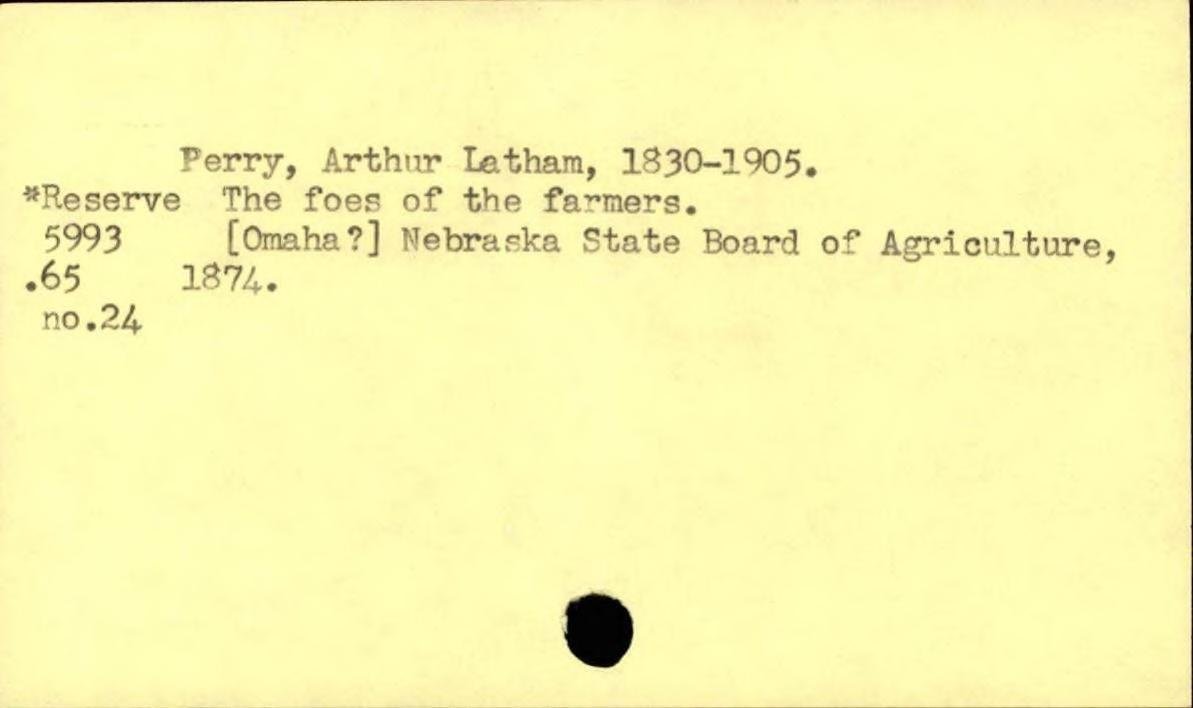 Perry, Arthur Latham, 1830-1905.
*Reserve The foes of the farmers.
5993 [Omaha?] Nebraska State Board of Agriculture,
.65 1874.
no.24